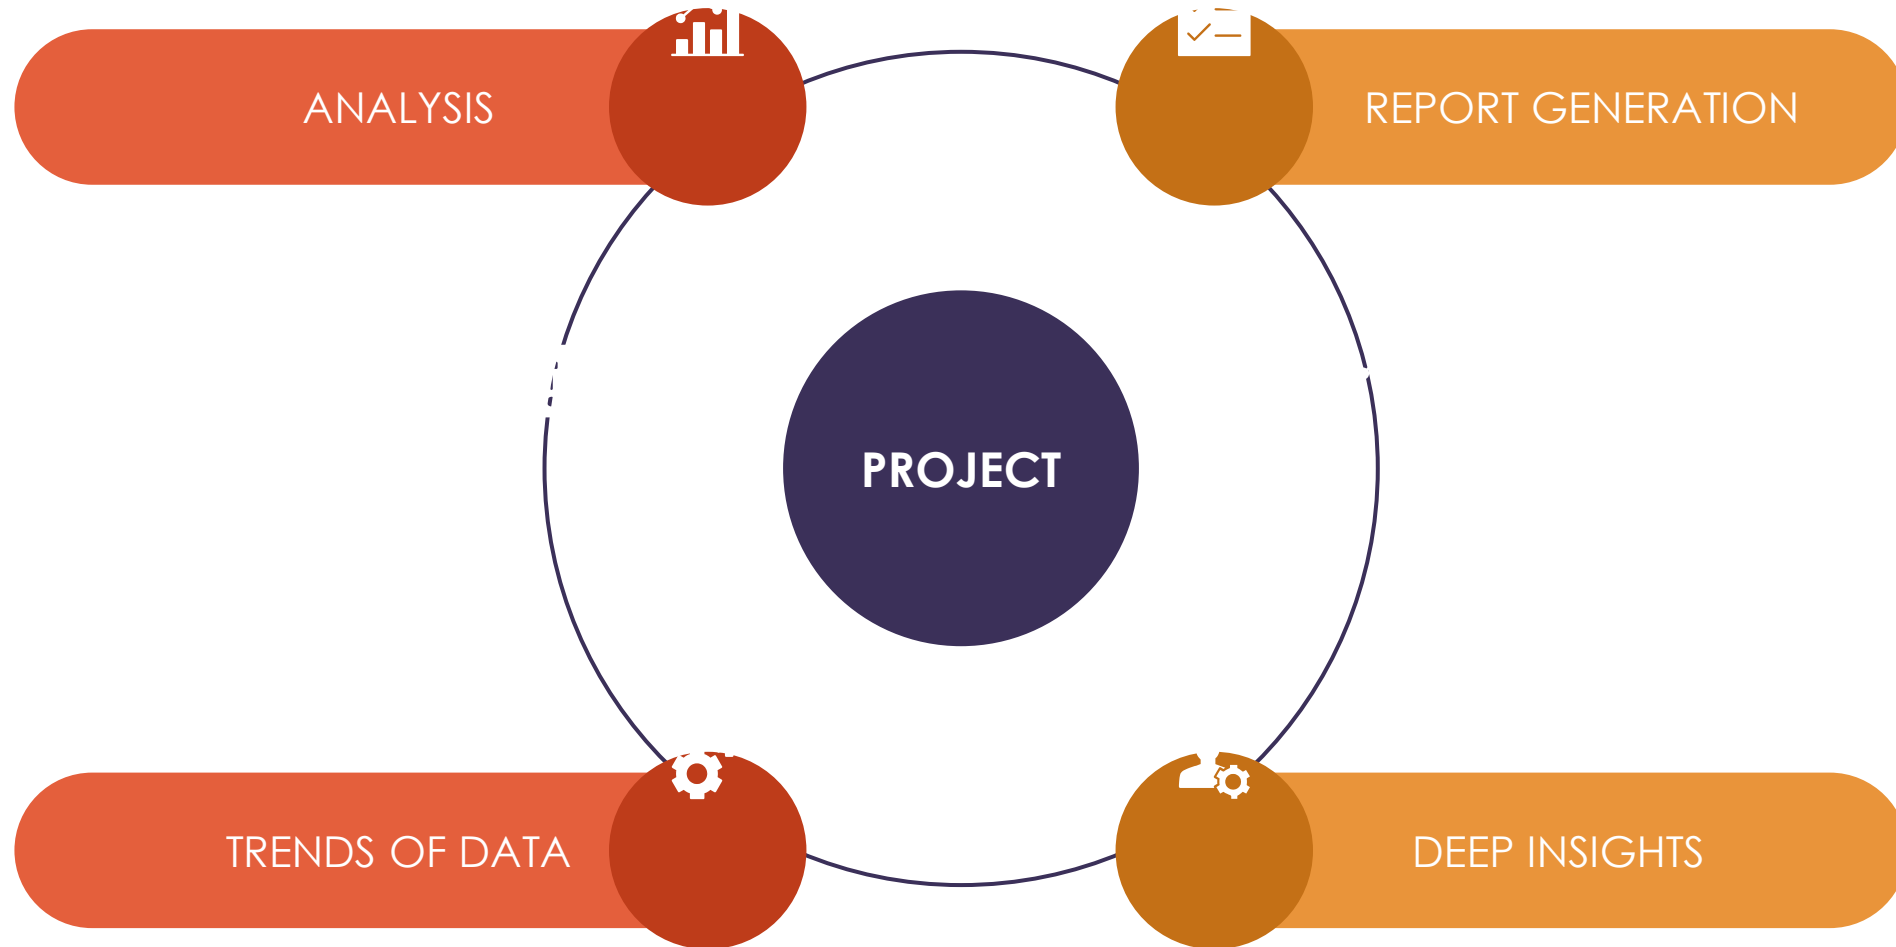 ANALYSIS
REPORT GENERATION
PROJECT
TRENDS OF DATA
DEEP INSIGHTS